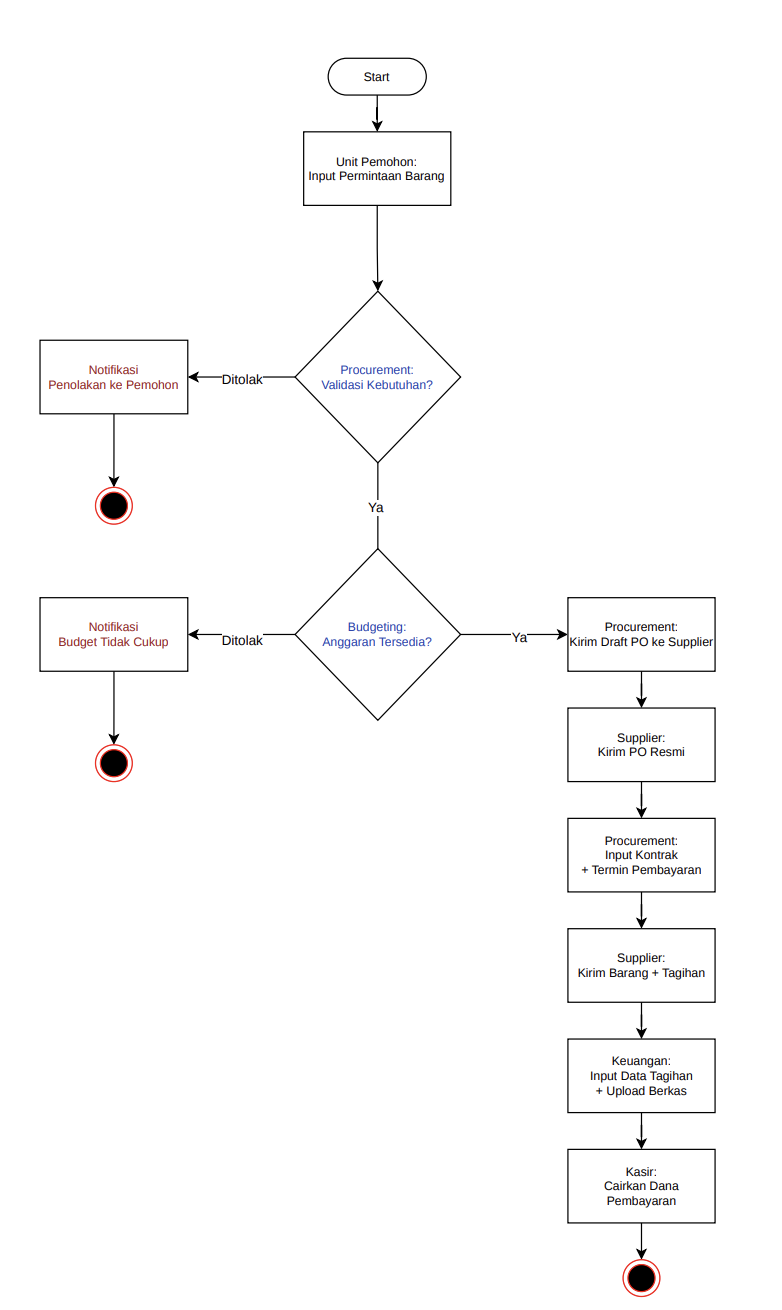 Start
Unit Pemohon:
Input Permintaan Barang
Procurement:
Validasi Kebutuhan?
Ditolak
Notifikasi
Penolakan ke Pemohon
Ya
Budgeting:
Anggaran Tersedia?
Ditolak
Notifikasi
Budget Tidak Cukup
Ya
Procurement:
Kirim Draft PO ke Supplier
Supplier:
Kirim PO Resmi
Procurement:
Input Kontrak
+ Termin Pembayaran
Supplier:
Kirim Barang + Tagihan
Keuangan:
Input Data Tagihan
+ Upload Berkas
Kasir:
Cairkan Dana
Pembayaran